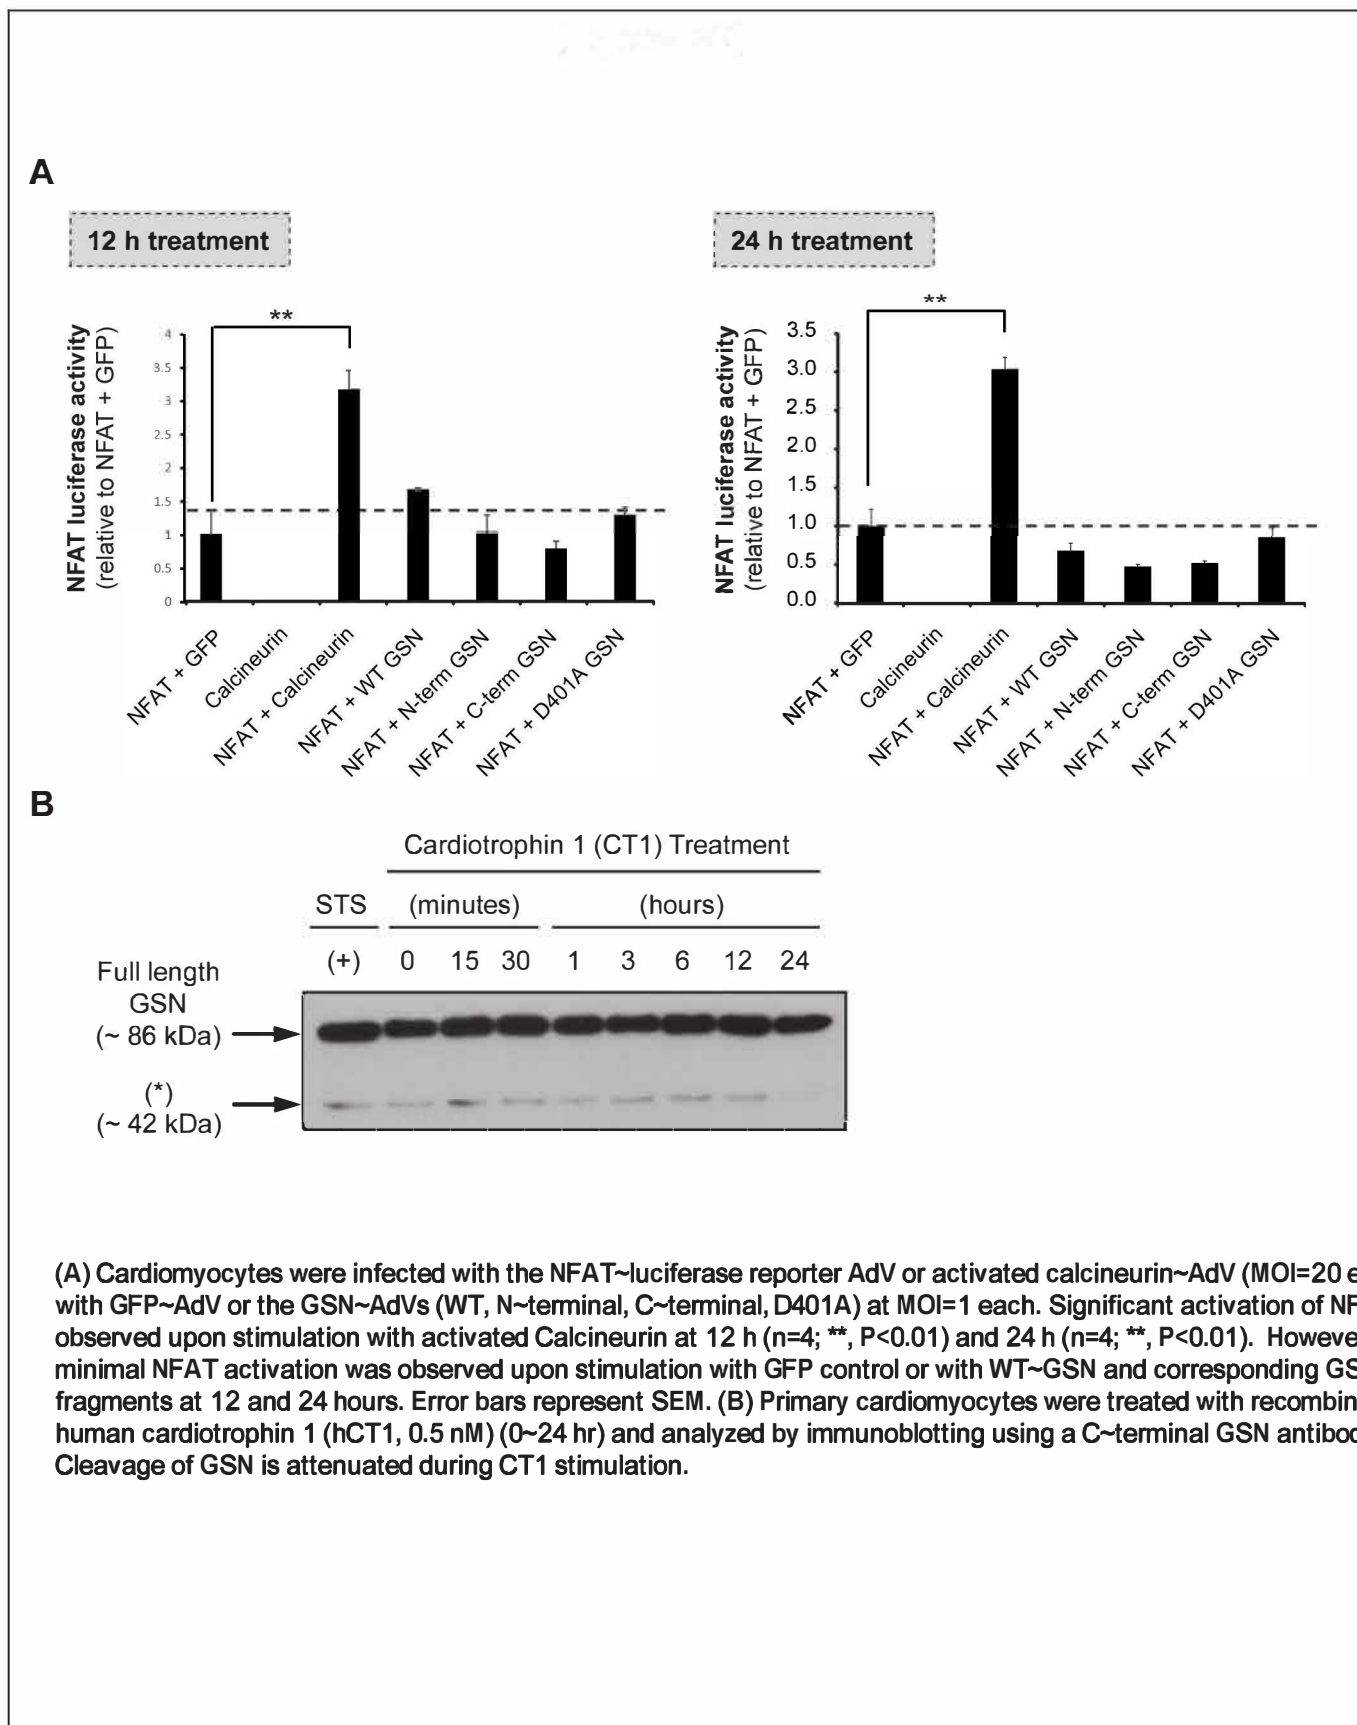 A
12 h treatment
24 h treatment
NFAT luciferase activity
(relative to NFAT + GFP)
**
4
3.5
3
2.5
2
1.5
1
0.5
0
NFAT + GFP
Calcineurin
NFAT + Calcineurin
NFAT + WT GSN
NFAT + N-term GSN
NFAT + C-term GSN
NFAT + D401A GSN
NFAT luciferase activity
(relative to NFAT + GFP)
**
3.5
3.0
2.5
2.0
1.5
1.0
0.5
0.0
NFAT + GFP
Calcineurin
NFAT + Calcineurin
NFAT + WT GSN
NFAT + N-term GSN
NFAT + C-term GSN
NFAT + D401A GSN
B
Cardiotrophin 1 (CT1) Treatment
STS (minutes) (hours)
(+) 0 15 30 1 3 6 12 24
Full length
GSN
(~ 86 kDa)
(*)
(~ 42 kDa)
(A) Cardiomyocytes were infected with the NFAT~luciferase reporter AdV or activated calcineurin~AdV (MOI=20 e
with GFP~AdV or the GSN~AdVs (WT, N~terminal, C~terminal, D401A) at MOI=1 each. Significant activation of NF
observed upon stimulation with activated Calcineurin at 12 h (n=4; **, P<0.01) and 24 h (n=4; **, P<0.01). Howeve
minimal NFAT activation was observed upon stimulation with GFP control or with WT~GSN and corresponding GS
fragments at 12 and 24 hours. Error bars represent SEM. (B) Primary cardiomyocytes were treated with recombin
human cardiotrophin 1 (hCT1, 0.5 nM) (0~24 hr) and analyzed by immunoblotting using a C~terminal GSN antiboc
Cleavage of GSN is attenuated during CT1 stimulation.